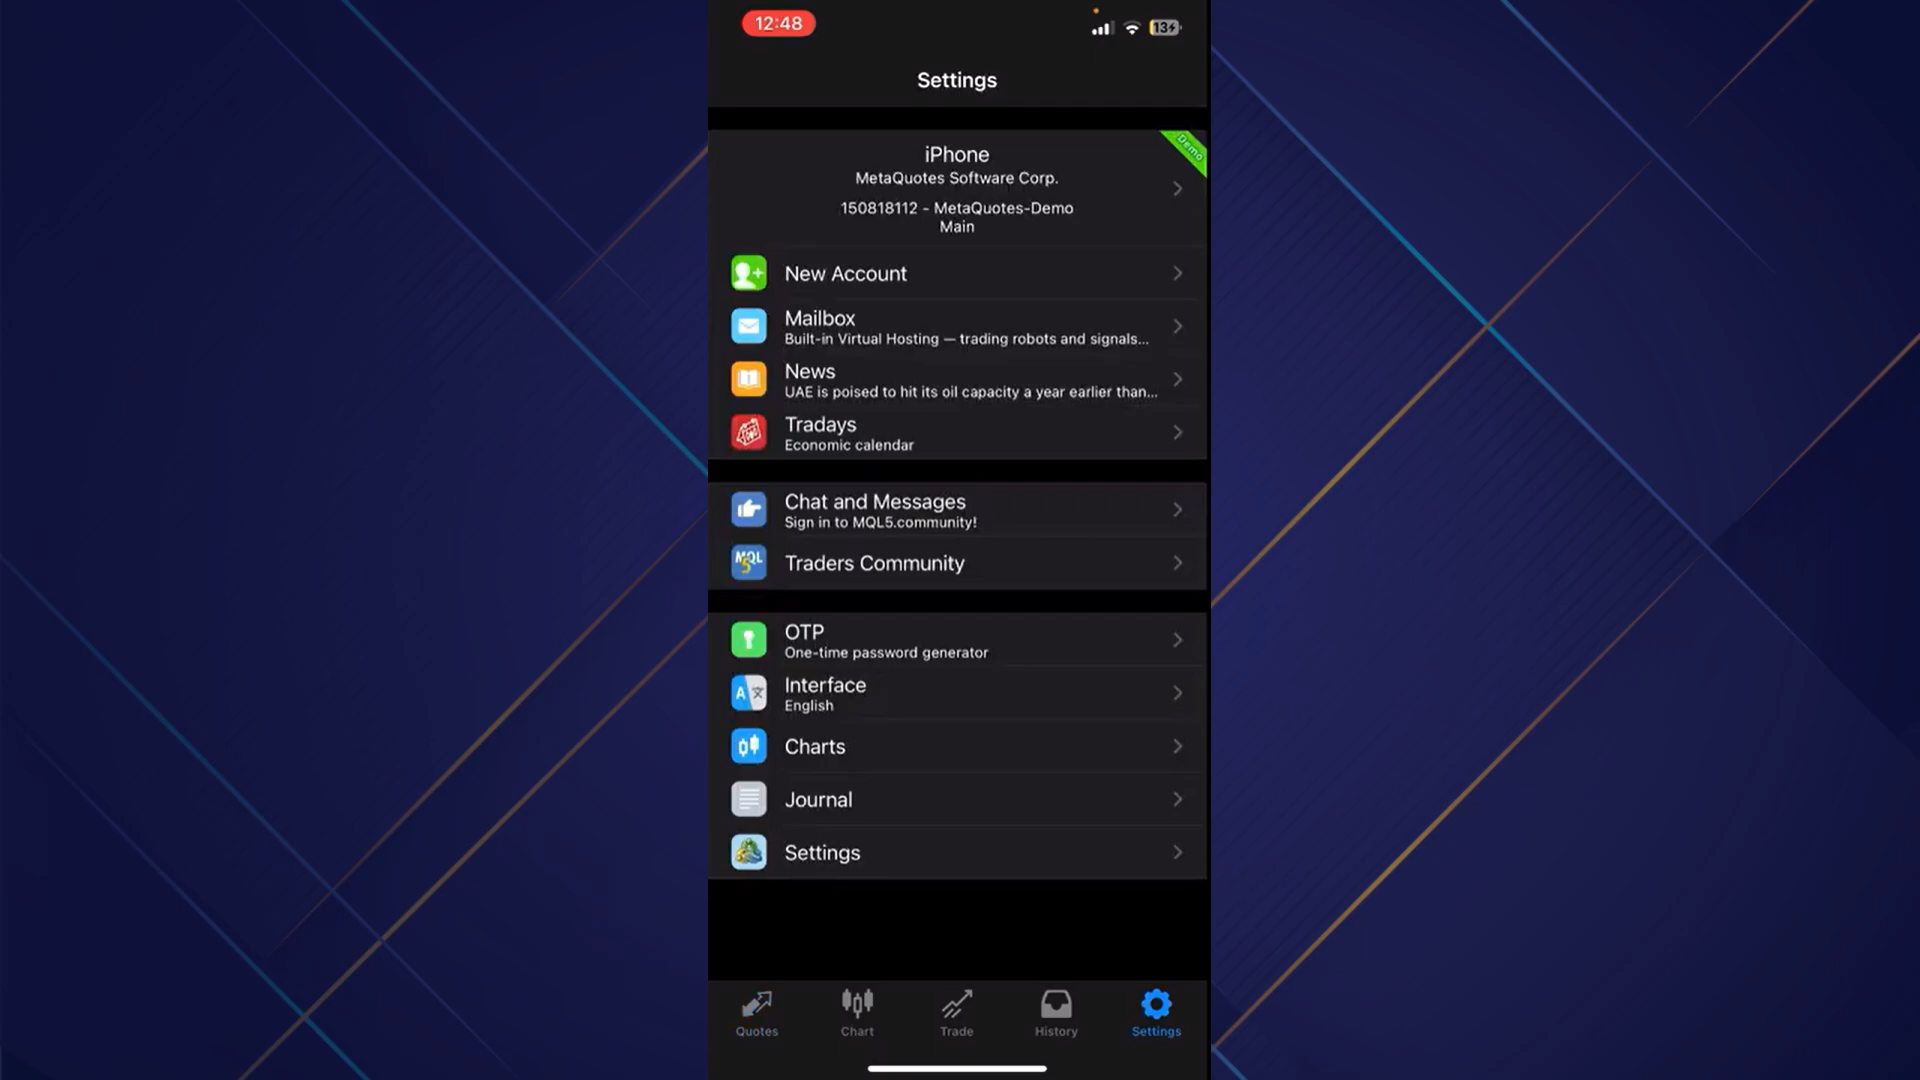 12:48
13
Settings
Demo
iPhone
MetaQuotes Software Corp.
150818112 - MetaQuotes-Demo
Main
New Account
Mailbox
Built-in Virtual Hosting — trading robots and signals...
News
UAE is poised to hit its oil capacity a year earlier than...
Tradays
Economic calendar
Chat and Messages
Sign in to MQL5.community!
MQL
5
Traders Community
OTP
One-time password generator
A
文
Interface
English
Charts
Journal
Settings
Quotes
Chart
Trade
History
Settings